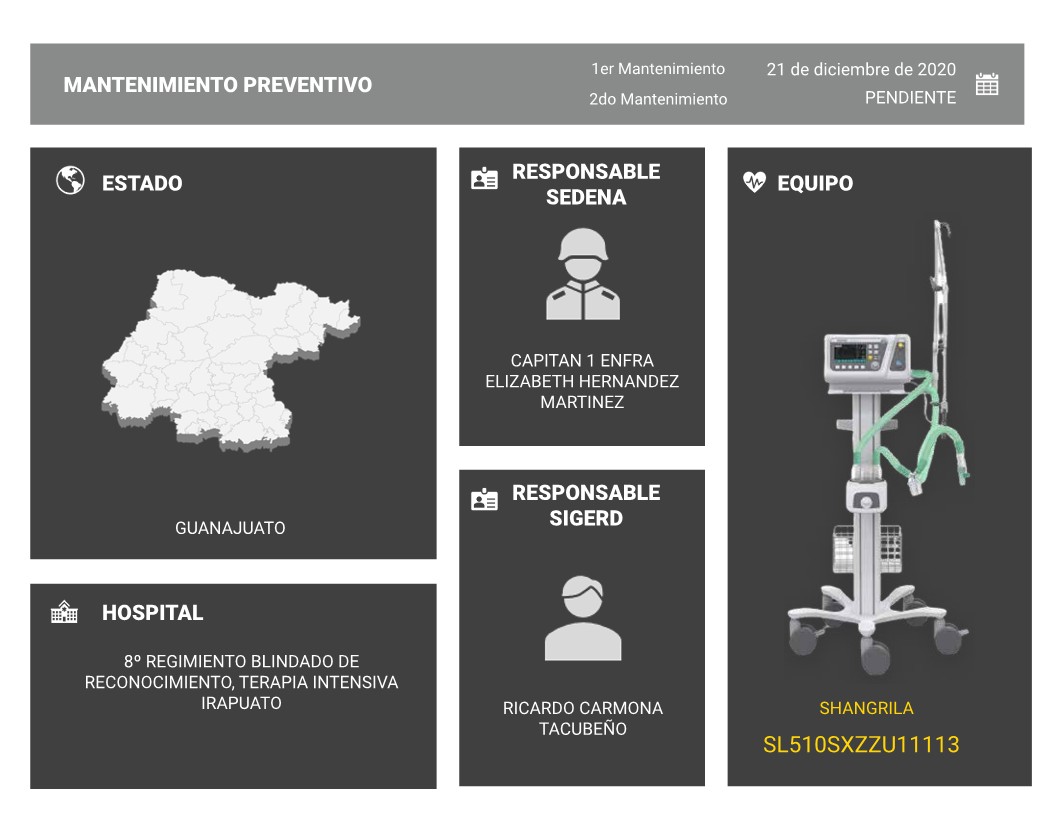 MANTENIMIENTO PREVENTIVO
1er Mantenimiento
21 de diciembre de 2020
2do Mantenimiento
PENDIENTE
ESTADO
GUANAJUATO
HOSPITAL
8º REGIMIENTO BLINDADO DE
RECONOCIMIENTO, TERAPIA INTENSIVA
IRAPUATO
RESPONSABLE
SEDENA
CAPITAN 1 ENFRA
ELIZABETH HERNANDEZ
MARTINEZ
RESPONSABLE
SIGERD
RICARDO CARMONA
TACUBEÑO
EQUIPO
SHANGRILA
SL510SXZZU11113